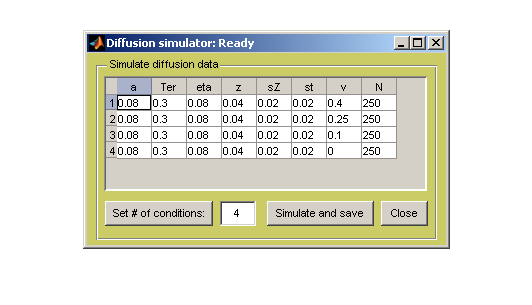 Diffusion simulator: Ready
Simulate diffusion data
a Ter eta z sZ st v N
1 0.08 0.3 0.08 0.04 0.02 0.02 0.4 250
2 0.08 0.3 0.08 0.04 0.02 0.02 0.25 250
3 0.08 0.3 0.08 0.04 0.02 0.02 0.1 250
4 0.08 0.3 0.08 0.04 0.02 0.02 0 250
Set # of conditions: 4 Simulate and save Close